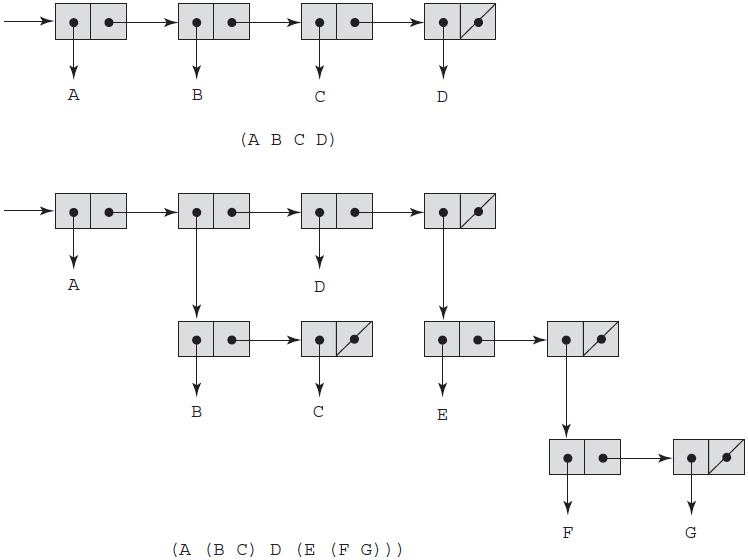 A B C D
(A B C D)
A D
B C E
F G
(A (B C) D (E (F G)))